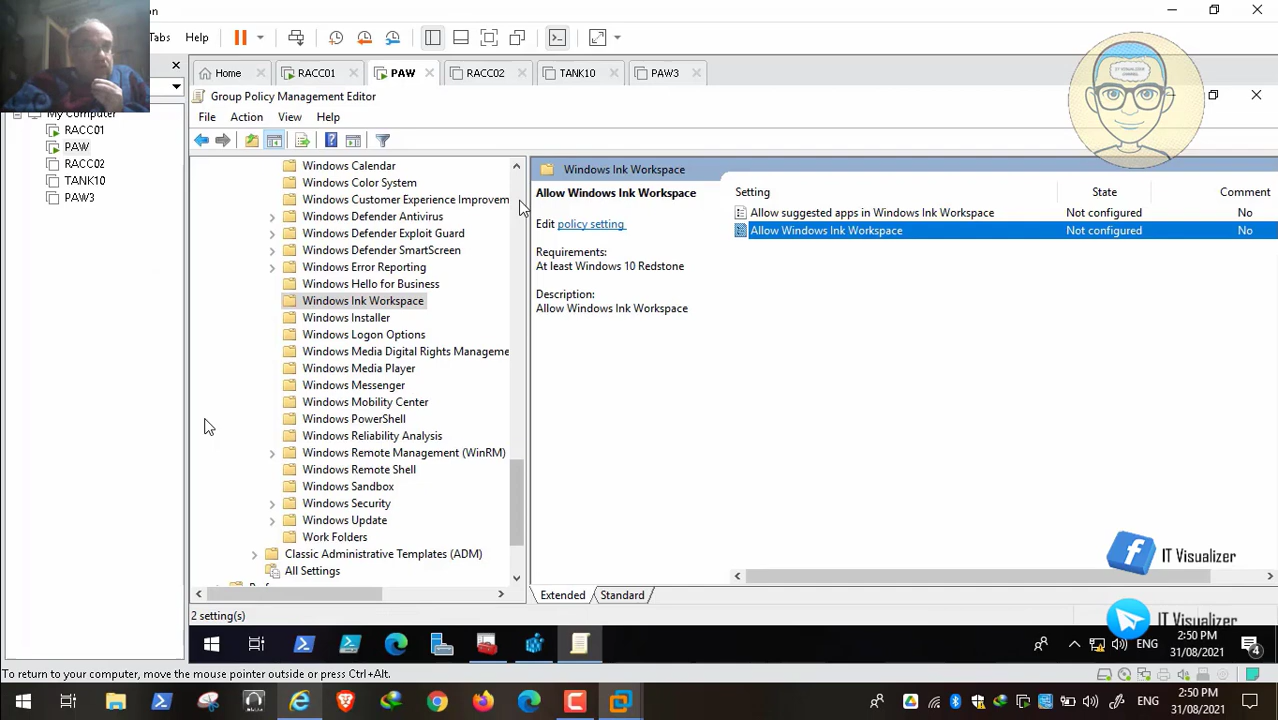 on
Tabs Help
Home RACC01 PAW RACC02 TANK10 PAW3
IT VISUALIZER
CHANNEL
My Computer
RACC01
PAW
RACC02
TANK10
PAW3
Group Policy Management Editor
File Action View Help
Windows Calendar
Windows Color System
Windows Customer Experience Improvem
Windows Defender Antivirus
Windows Defender Exploit Guard
Windows Defender SmartScreen
Windows Error Reporting
Windows Hello for Business
Windows Ink Workspace
Windows Installer
Windows Logon Options
Windows Media Digital Rights Manageme
Windows Media Player
Windows Messenger
Windows Mobility Center
Windows PowerShell
Windows Reliability Analysis
Windows Remote Management (WinRM)
Windows Remote Shell
Windows Sandbox
Windows Security
Windows Update
Work Folders
Classic Administrative Templates (ADM)
All Settings
Windows Ink Workspace
Allow Windows Ink Workspace
Edit policy setting
Requirements:
At least Windows 10 Redstone
Description:
Allow Windows Ink Workspace
Setting State Comment
Allow suggested apps in Windows Ink Workspace Not configured No
Allow Windows Ink Workspace Not configured No
IT Visualizer
IT Visualizer
Extended Standard
2 setting(s)
ENG 2:50 PM
31/08/2021 4
To return to your computer, move the mouse pointer outside or press Ctrl+Alt.
ENG 2:50 PM
31/08/2021